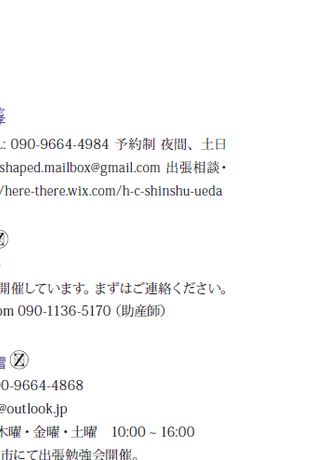 L: 090-9664-4984 予約制 夜間、土日
shaped.mailbox@gmail.com 出張相談・
/here-there.wix.com/h-c-shinshu-ueda
Z
開催しています。まずはご連絡ください。
om 090-1136-5170（助産師）
Z
00-9664-4868
@outlook.jp
木曜・金曜・土曜　10:00 ~ 16:00
市にて出張勉強会開催。